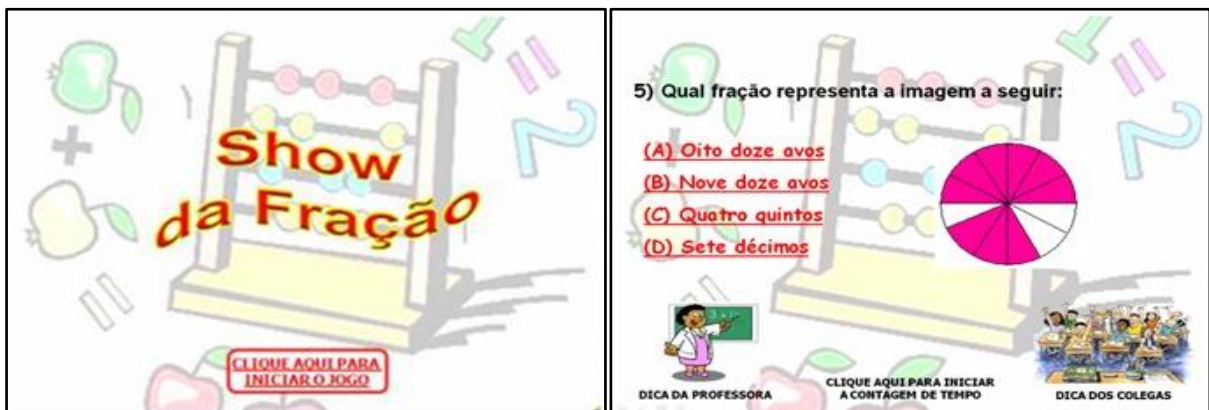 Show
da Fração
CLIQUE AQUI PARA
INICIAR O JOGO
5) Qual fração representa a imagem a seguir:
(A) Oito doze avos
(B) Nove doze avos
(C) Quatro quintos
(D) Sete décimos
DICA DA PROFESSORA
CLIQUE AQUI PARA INICIAR
A CONTAGEM DE TEMPO
DICA DOS COLEGAS